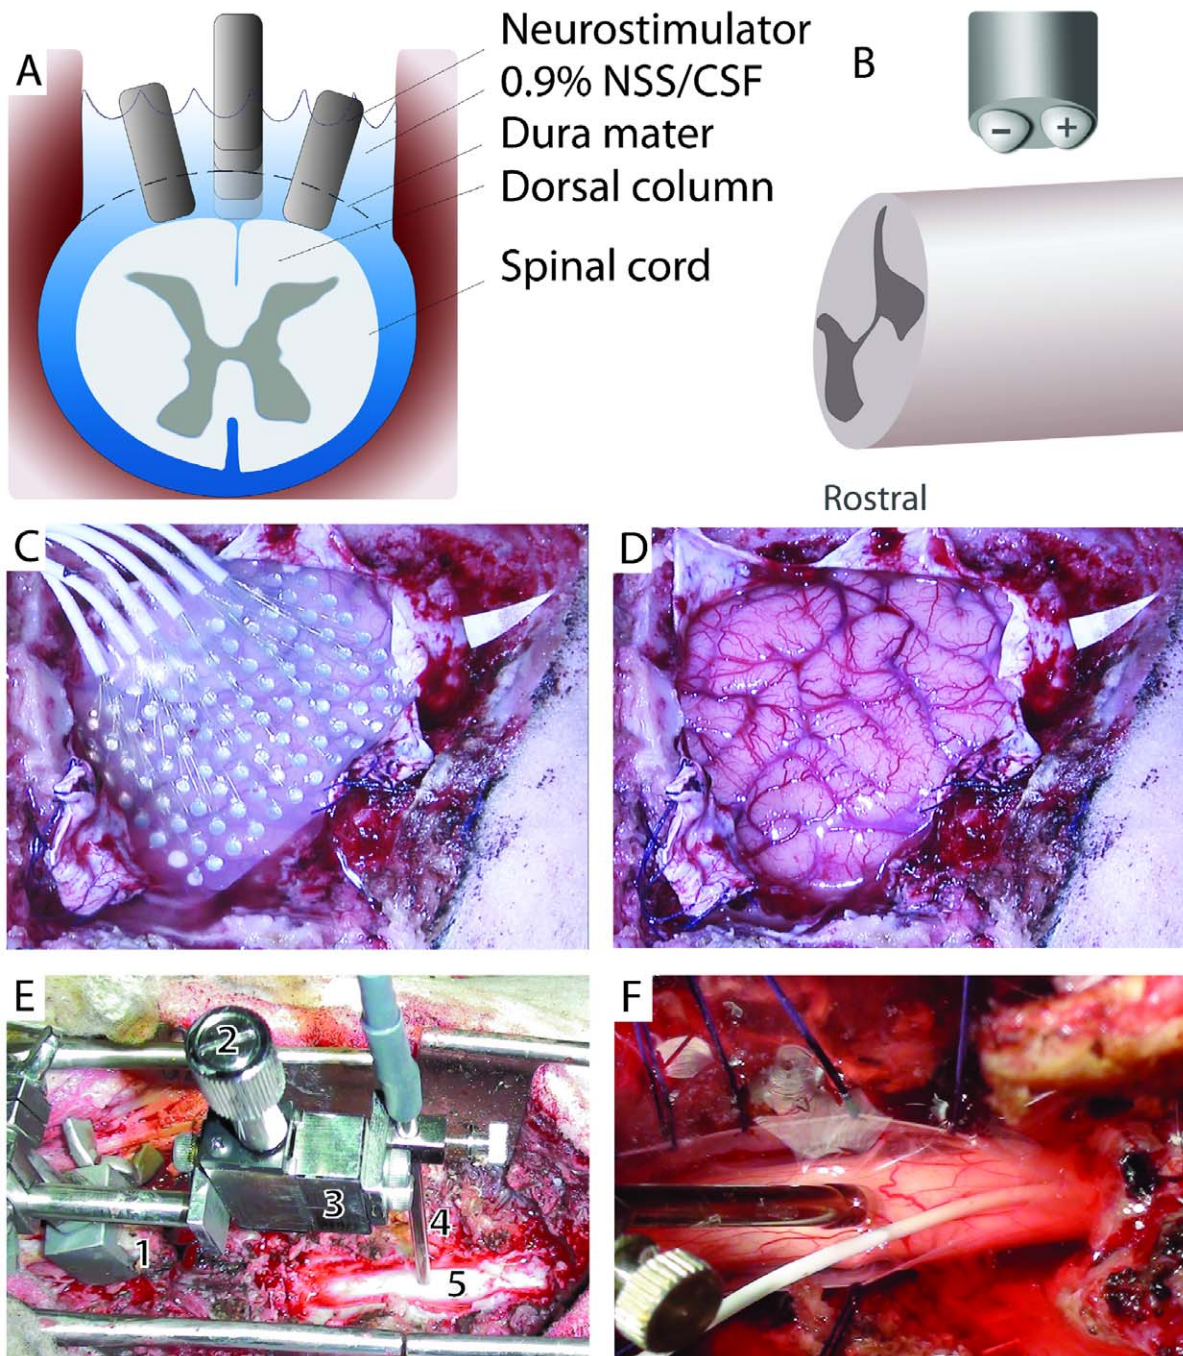 A
Neurostimulator
0.9% NSS/CSF
Dura mater
Dorsal column
Spinal cord
B
- +
Rostral
C
D
E
2
3
4
1
5
F